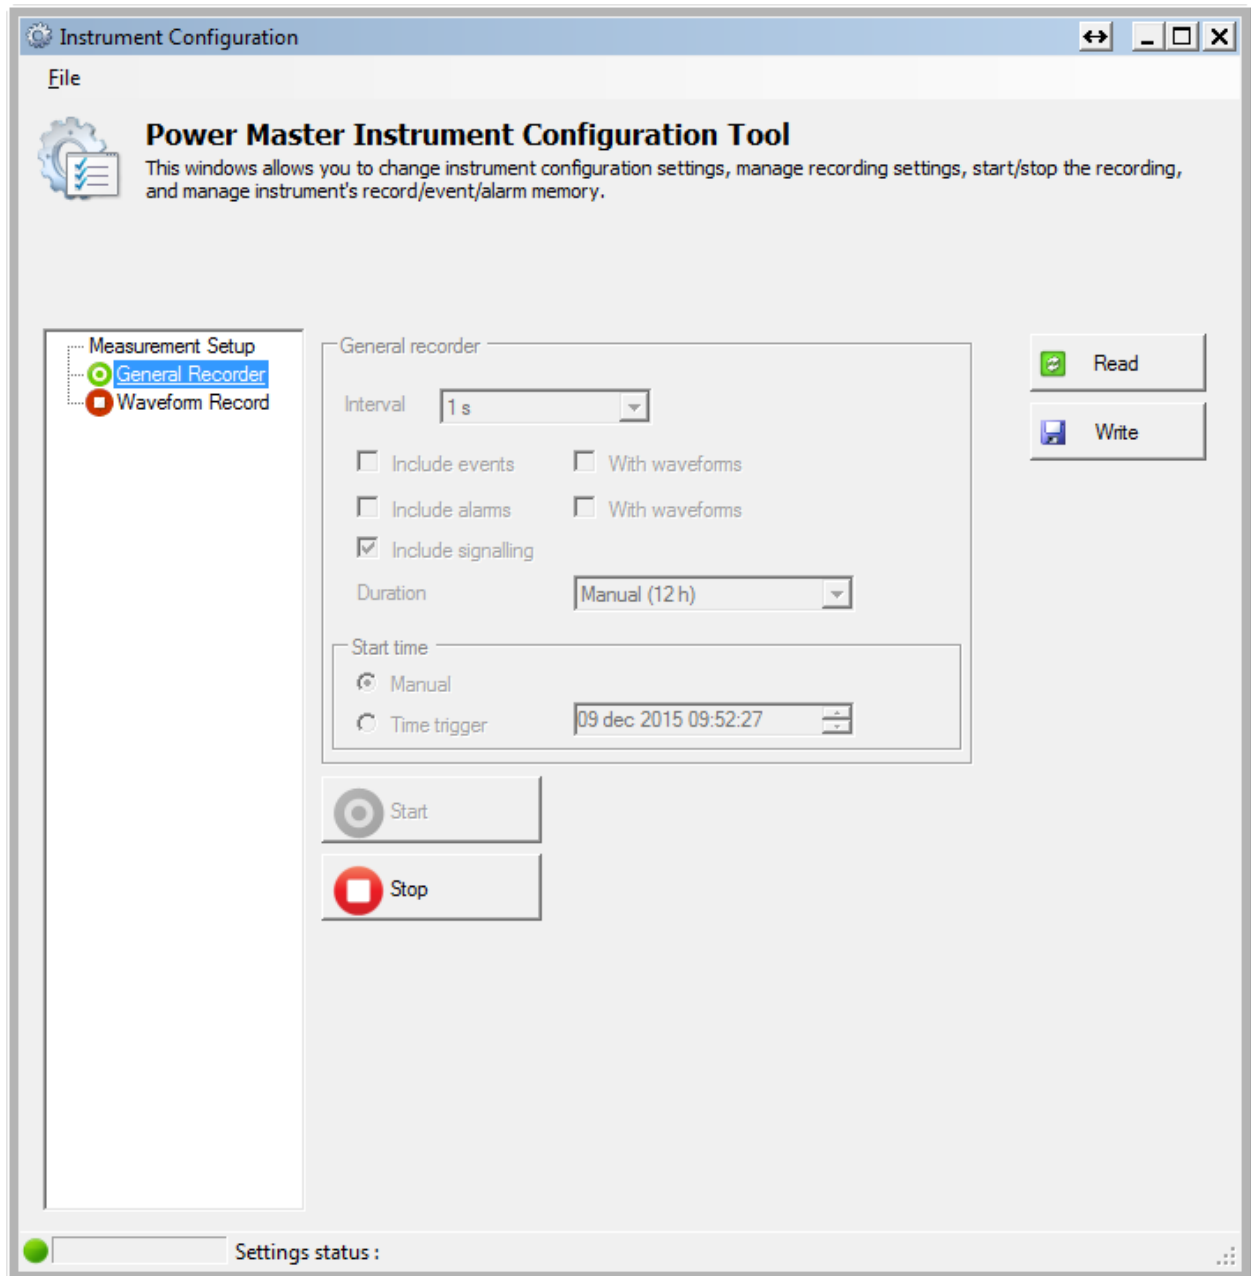 Instrument Configuration
File
Power Master Instrument Configuration Tool
This windows allows you to change instrument configuration settings, manage recording settings, start/stop the recording,
and manage instrument's record/event/alarm memory.
Measurement Setup
General Recorder
Waveform Record
General recorder
Interval 1 s
Include events With waveforms
Include alarms With waveforms
Include signalling
Duration Manual (12 h)
Start time
Manual
Time trigger 09 dec 2015 09:52:27
Start
Stop
Read
Write
Settings status :